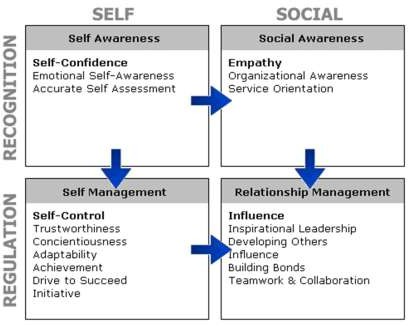 SELF
SOCIAL
RECOGNITION
Self Awareness
Self-Confidence
Emotional Self-Awareness
Accurate Self Assessment
Social Awareness
Empathy
Organizational Awareness
Service Orientation
REGULATION
Self Management
Self-Control
Trustworthiness
Concientiousness
Adaptability
Achievement
Drive to Succeed
Initiative
Relationship Management
Influence
Inspirational Leadership
Developing Others
Influence
Building Bonds
Teamwork & Collaboration